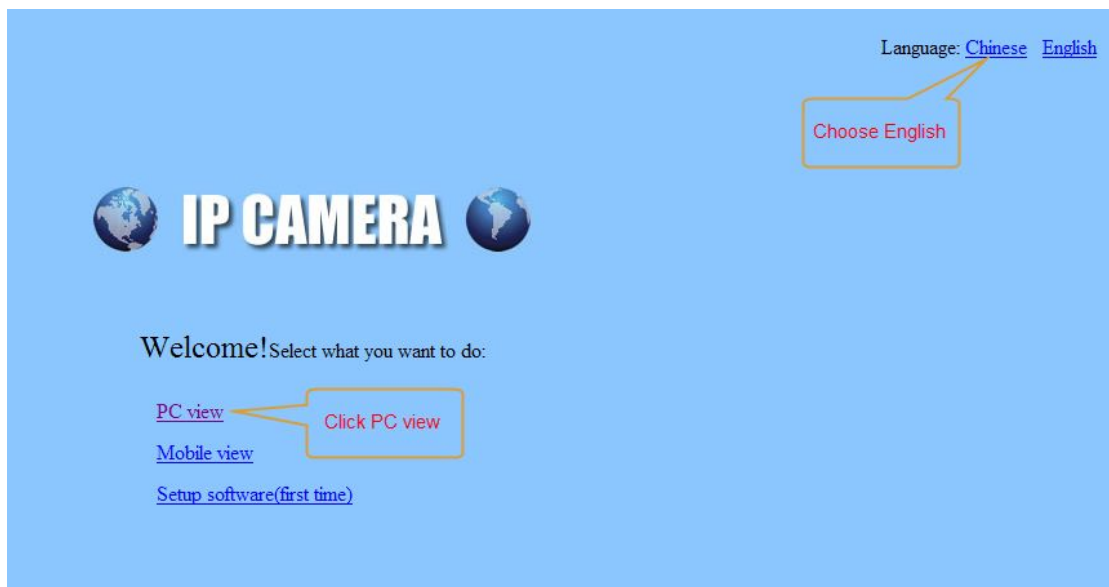 Language: Chinese English
Choose English
IP CAMERA
Welcome!Select what you want to do:
PC view
Click PC view
Mobile view
Setup software(first time)